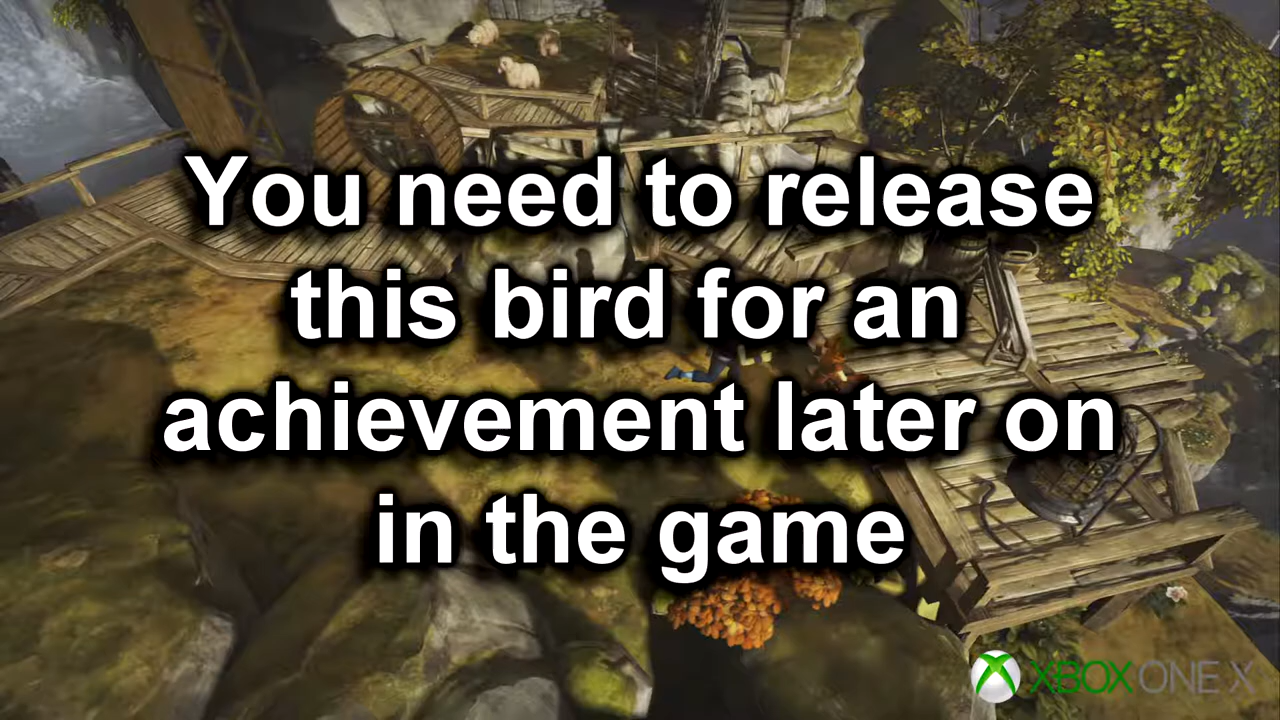 You need to release
this bird for an
achievement later on
in the game
XBOX ONE X